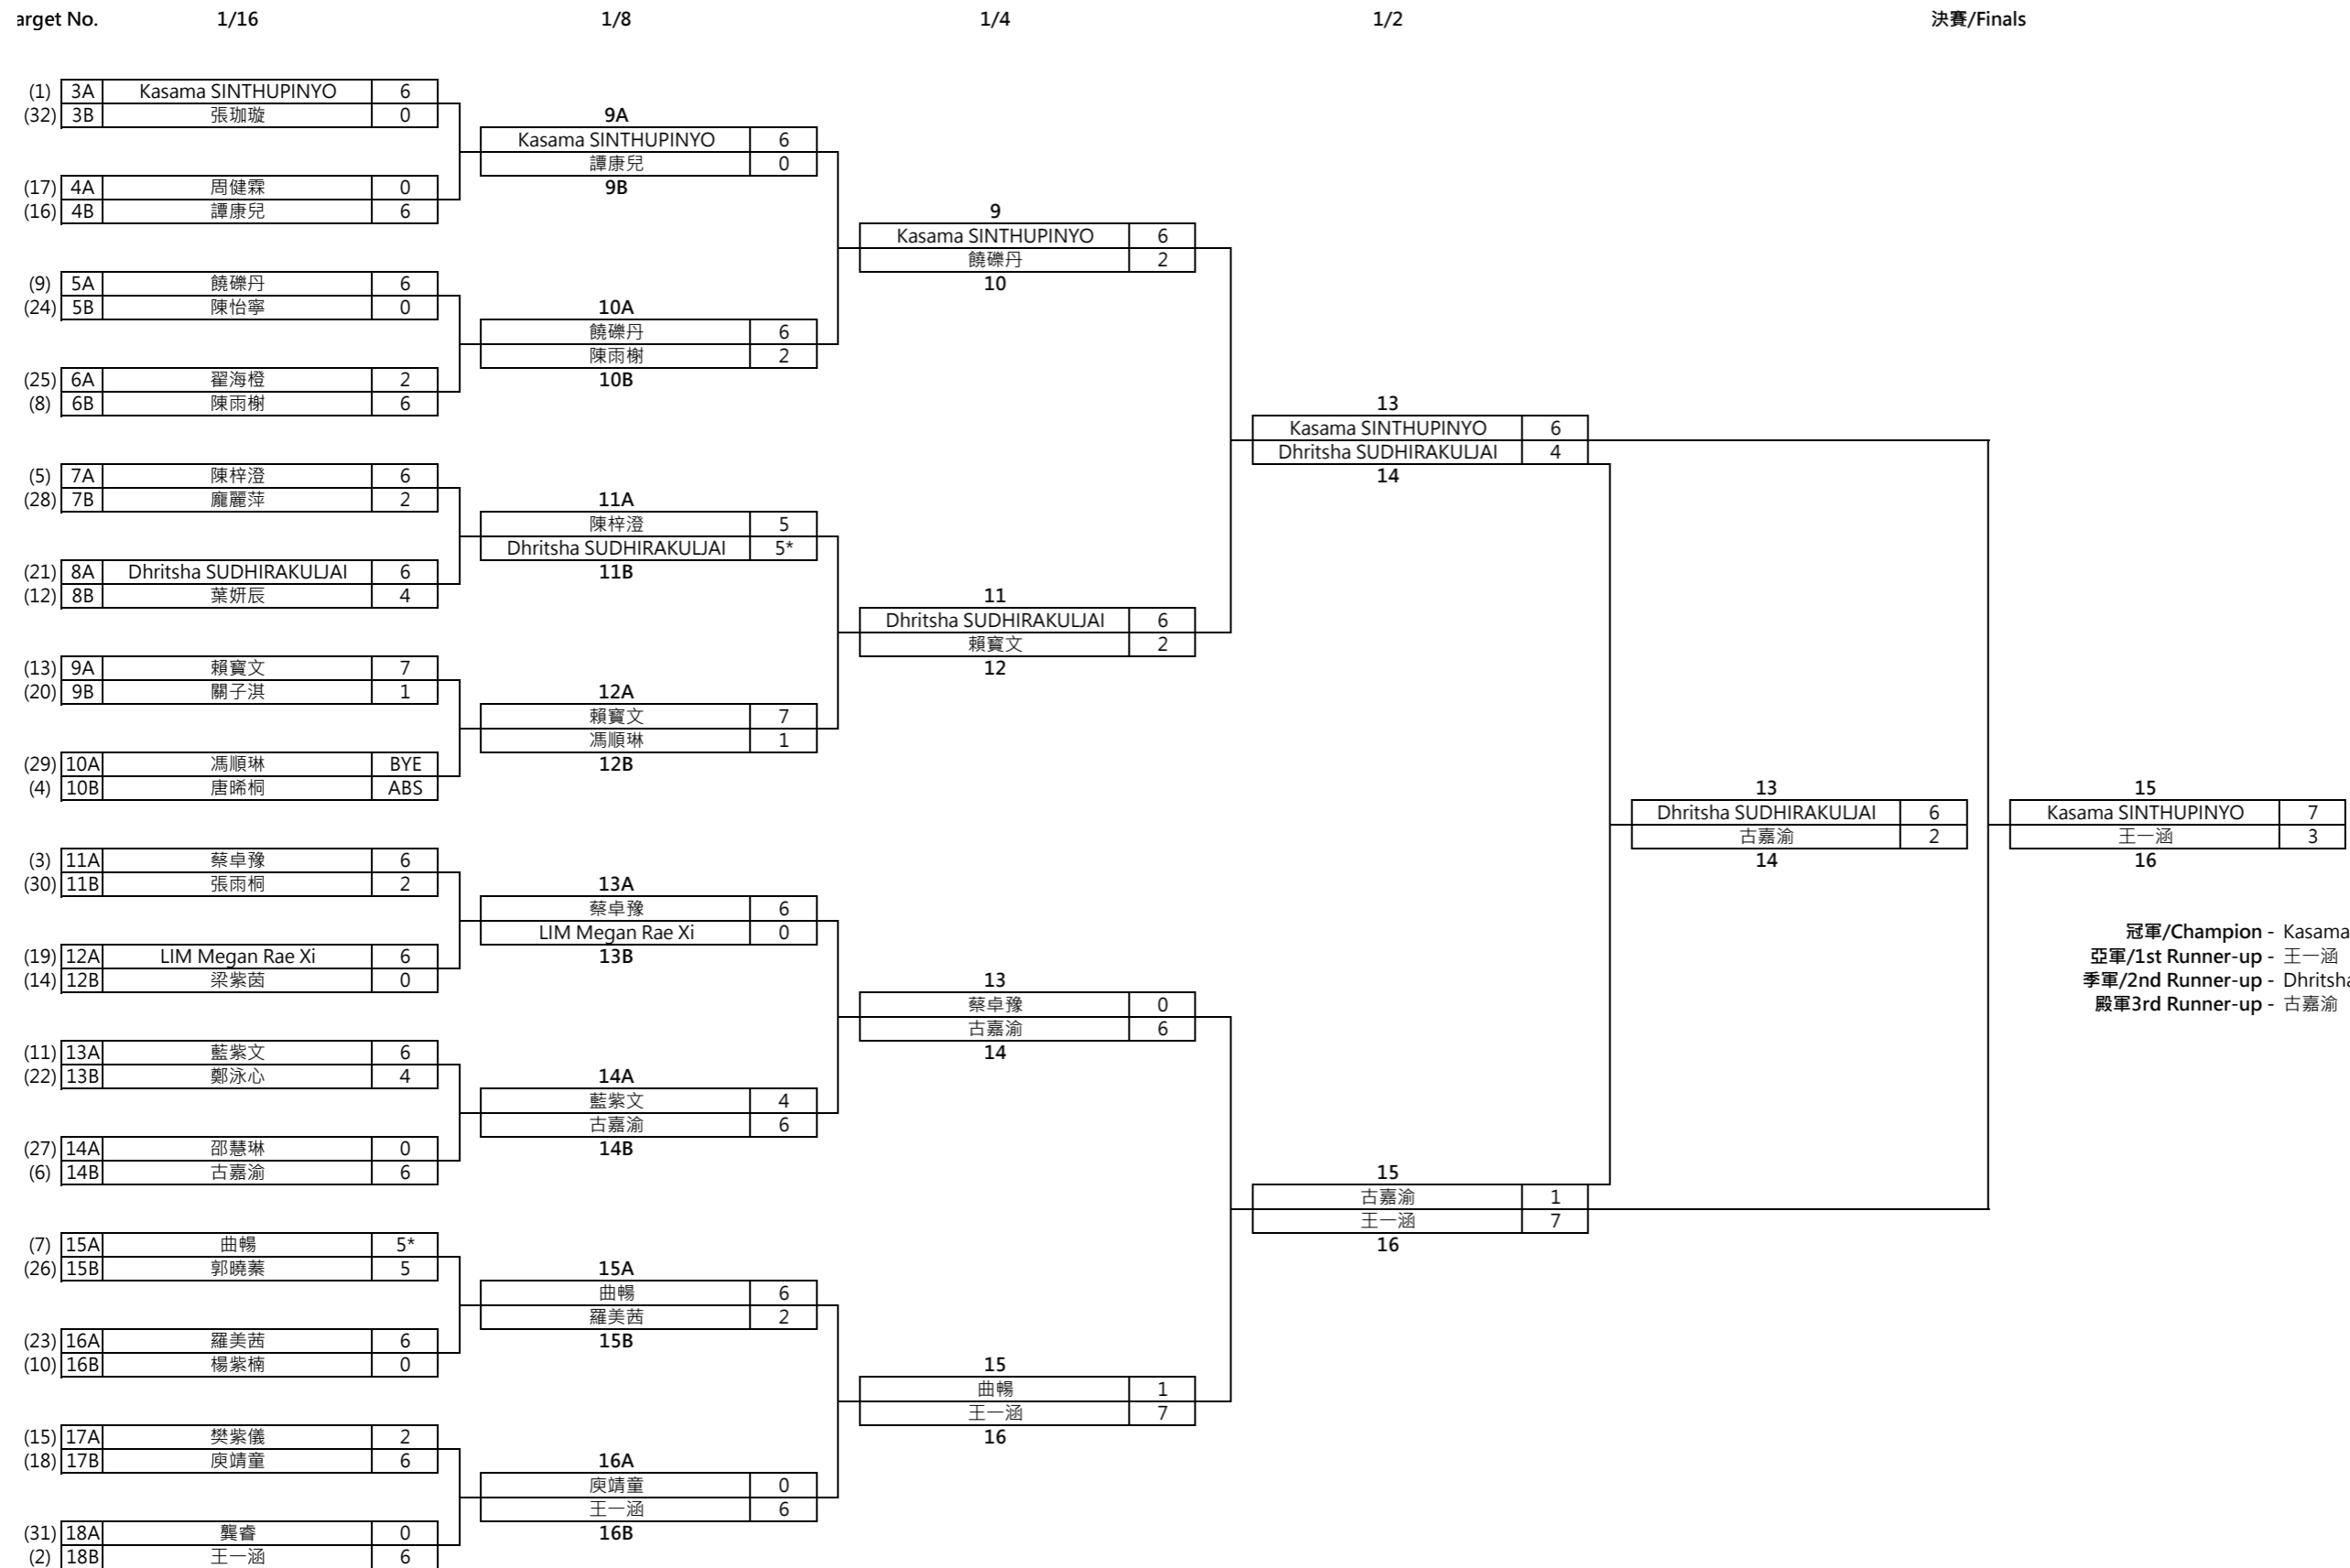 arget No. 1/16 1/8 1/4 1/2 決賽/Finals
(1) 3A Kasama SINTHUPINYO 6
(32) 3B 張珈璇 0
(17) 4A 周健霖 0
(16) 4B 譚康兒 6
(9) 5A 饒礫丹 6
(24) 5B 陳怡寧 0
(25) 6A 翟海橙 2
(8) 6B 陳雨榭 6
(5) 7A 陳梓澄 6
(28) 7B 龐麗萍 2
(21) 8A Dhritsha SUDHIRAKULJAI 6
(12) 8B 葉妍辰 4
(13) 9A 賴寶文 7
(20) 9B 關子淇 1
(29) 10A 馮順琳 BYE
(4) 10B 唐晞桐 ABS
(3) 11A 蔡卓豫 6
(30) 11B 張雨桐 2
(19) 12A LIM Megan Rae Xi 6
(14) 12B 梁紫茵 0
(11) 13A 藍紫文 6
(22) 13B 鄭泳心 4
(27) 14A 邵慧琳 0
(6) 14B 古嘉渝 6
(7) 15A 曲暢 5*
(26) 15B 郭曉蓁 5
(23) 16A 羅美茜 6
(10) 16B 楊紫楠 0
(15) 17A 樊紫儀 2
(18) 17B 庾靖童 6
(31) 18A 龔睿 0
(2) 18B 王一涵 6
9A
Kasama SINTHUPINYO 6
譚康兒 0
9B
10A
饒礫丹 6
陳雨榭 2
10B
11A
陳梓澄 5
Dhritsha SUDHIRAKULJAI 5*
11B
12A
賴寶文 7
馮順琳 1
12B
13A
蔡卓豫 6
LIM Megan Rae Xi 0
13B
14A
藍紫文 4
古嘉渝 6
14B
15A
曲暢 6
羅美茜 2
15B
16A
庾靖童 0
王一涵 6
16B
9
Kasama SINTHUPINYO 6
饒礫丹 2
10
11
Dhritsha SUDHIRAKULJAI 6
賴寶文 2
12
13
蔡卓豫 0
古嘉渝 6
14
15
曲暢 1
王一涵 7
16
13
Kasama SINTHUPINYO 6
Dhritsha SUDHIRAKULJAI 4
14
15
古嘉渝 1
王一涵 7
16
13
Dhritsha SUDHIRAKULJAI 6
古嘉渝 2
14
15
Kasama SINTHUPINYO 7
王一涵 3
16
冠軍/Champion - Kasama
亞軍/1st Runner-up - 王一涵
季軍/2nd Runner-up - Dhritsha
殿軍3rd Runner-up - 古嘉渝